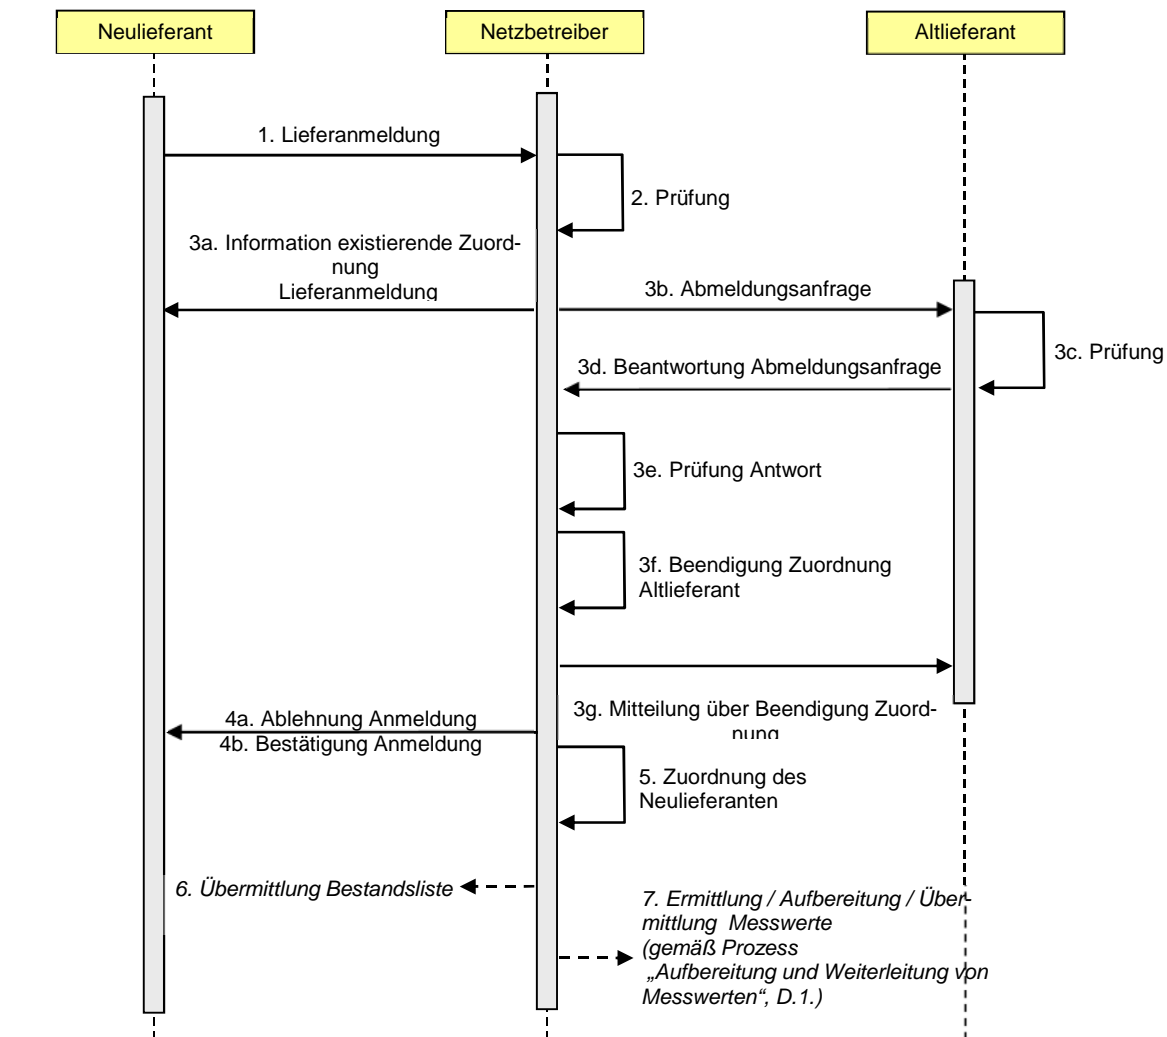 Neulieferant
Netzbetreiber
Altlieferant
1. Lieferanmeldung
2. Prüfung
3a. Information existierende Zuord-
nung
Lieferanmeldung
3b. Abmeldungsanfrage
3c. Prüfung
3d. Beantwortung Abmeldungsanfrage
3e. Prüfung Antwort
3f. Beendigung Zuordnung
Altlieferant
3g. Mitteilung über Beendigung Zuord-
nung
4a. Ablehnung Anmeldung
4b. Bestätigung Anmeldung
5. Zuordnung des
Neulieferanten
6. Übermittlung Bestandsliste
7. Ermittlung / Aufbereitung / Über-
mittlung Messwerte
(gemäß Prozess
„Aufbereitung und Weiterleitung von
Messwerten“, D.1.)